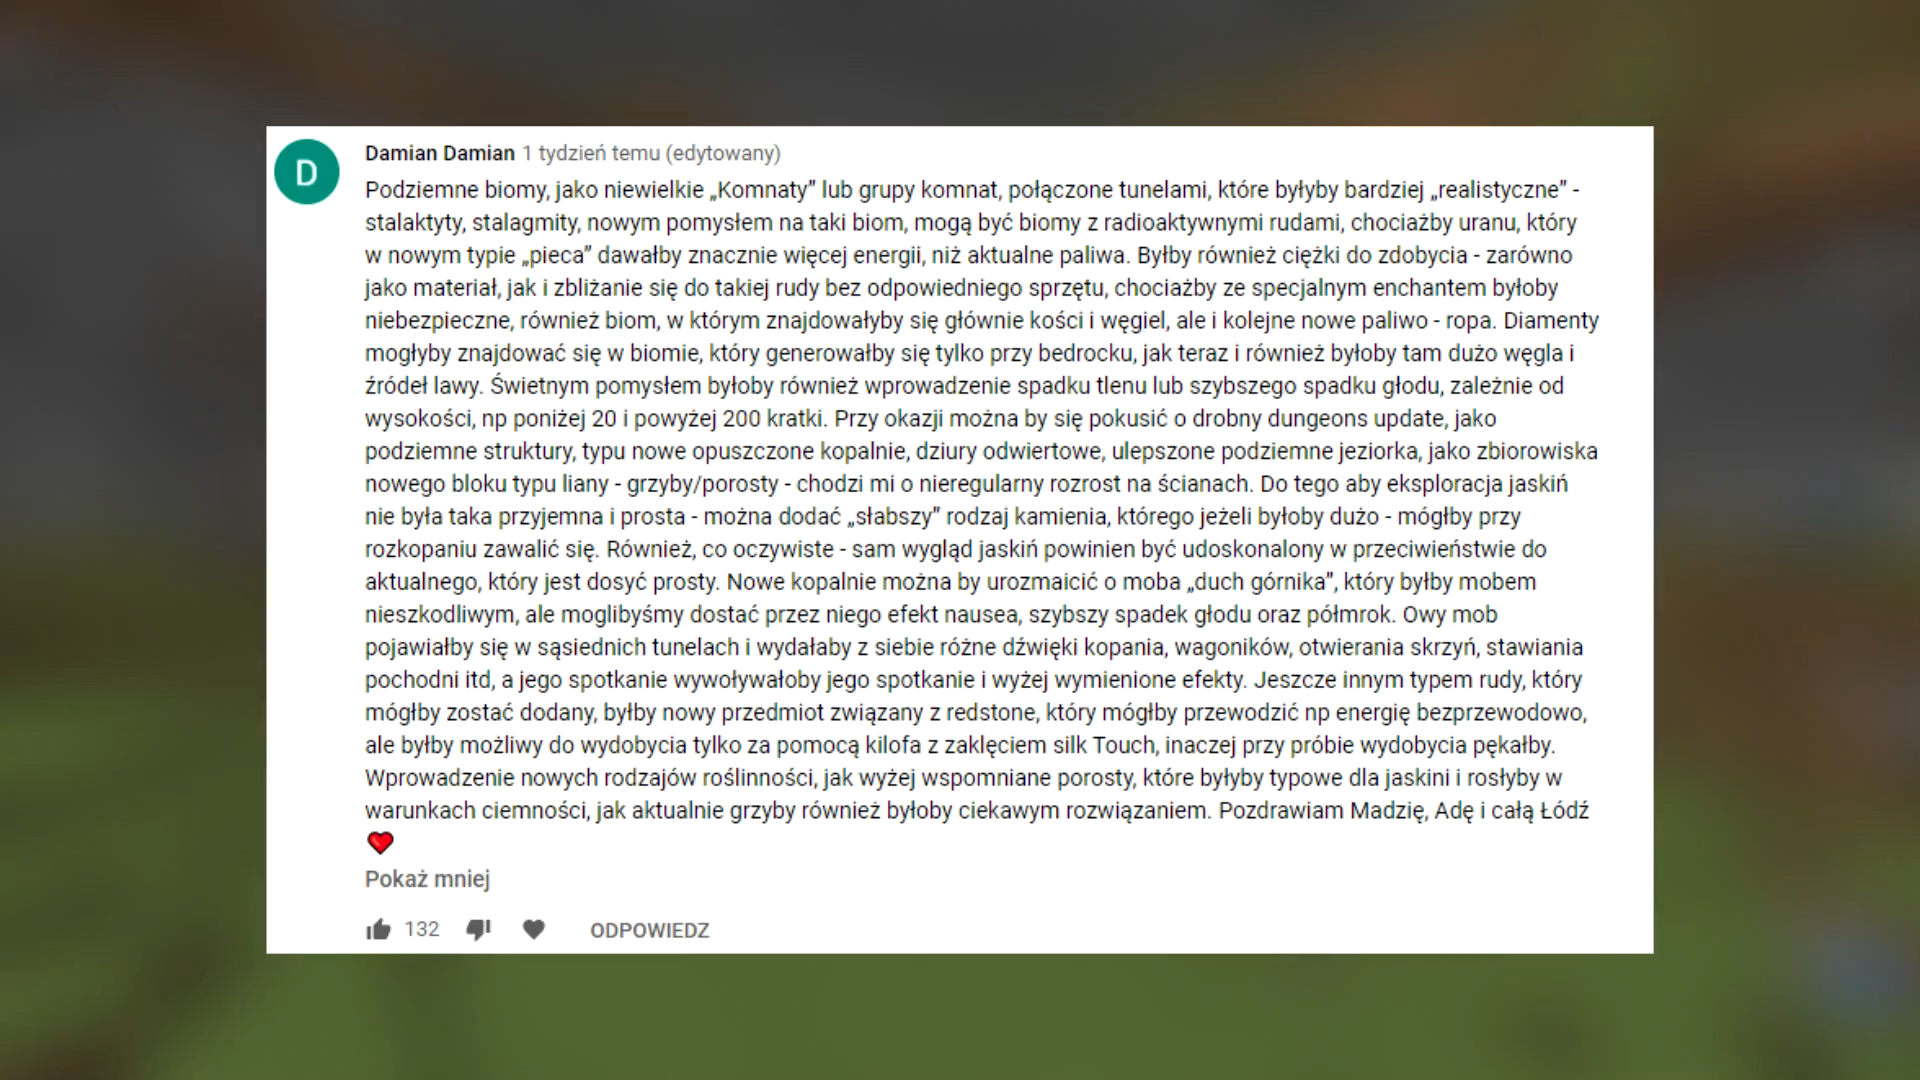 D
Damian Damian 1 tydzień temu (edytowany)
Podziemne biomy, jako niewielkie „Komnaty” lub grupy komnat, połączone tunelami, które byłyby bardziej „realistyczne” -
stalaktyty, stalagmity, nowym pomysłem na taki biom, mogą być biomy z radioaktywnymi rudami, chociażby uranu, który
w nowym typie „pieca” dawałby znacznie więcej energii, niż aktualne paliwa. Byłby również ciężki do zdobycia - zarówno
jako materiał, jak i zbliżanie się do takiej rudy bez odpowiedniego sprzętu, chociażby ze specjalnym enchantem byłoby
niebezpieczne, również biom, w którym znajdowałyby się głównie kości i węgiel, ale i kolejne nowe paliwo - ropa. Diamenty
mogłyby znajdować się w biomie, który generowałby się tylko przy bedrocku, jak teraz i również byłoby tam dużo węgla i
źródeł lawy. Świetnym pomysłem byłoby również wprowadzenie spadku tlenu lub szybszego spadku głodu, zależnie od
wysokości, np poniżej 20 i powyżej 200 kratki. Przy okazji można by się pokusić o drobny dungeons update, jako
podziemne struktury, typu nowe opuszczone kopalnie, dziury odwiertowe, ulepszone podziemne jeziorka, jako zbiorowiska
nowego bloku typu liany - grzyby/porosty - chodzi mi o nieregularny rozrost na ścianach. Do tego aby eksploracja jaskiń
nie była taka przyjemna i prosta - można dodać „słabszy” rodzaj kamienia, którego jeżeli byłoby dużo - mógłby przy
rozkopaniu zawalić się. Również, co oczywiste - sam wygląd jaskiń powinien być udoskonalony w przeciwieństwie do
aktualnego, który jest dosyć prosty. Nowe kopalnie można by urozmaicić o moba „duch górnika”, który byłby mobem
nieszkodliwym, ale moglibyśmy dostać przez niego efekt nausea, szybszy spadek głodu oraz półmrok. Owy mob
pojawiałby się w sąsiednich tunelach i wydałaby z siebie różne dźwięki kopania, wagoników, otwierania skrzyń, stawiania
pochodni itd, a jego spotkanie wywoływałoby jego spotkanie i wyżej wymienione efekty. Jeszcze innym typem rudy, który
mógłby zostać dodany, byłby nowy przedmiot związany z redstone, który mógłby przewodzić np energię bezprzewodowo,
ale byłby możliwy do wydobycia tylko za pomocą kilofa z zaklęciem silk Touch, inaczej przy próbie wydobycia pękałby.
Wprowadzenie nowych rodzajów roślinności, jak wyżej wspomniane porosty, które byłyby typowe dla jaskini i rosłyby w
warunkach ciemności, jak aktualnie grzyby również byłoby ciekawym rozwiązaniem. Pozdrawiam Madzię, Adę i całą Łódź
❤️
Pokaż mniej
132 ODPOWIEDZ